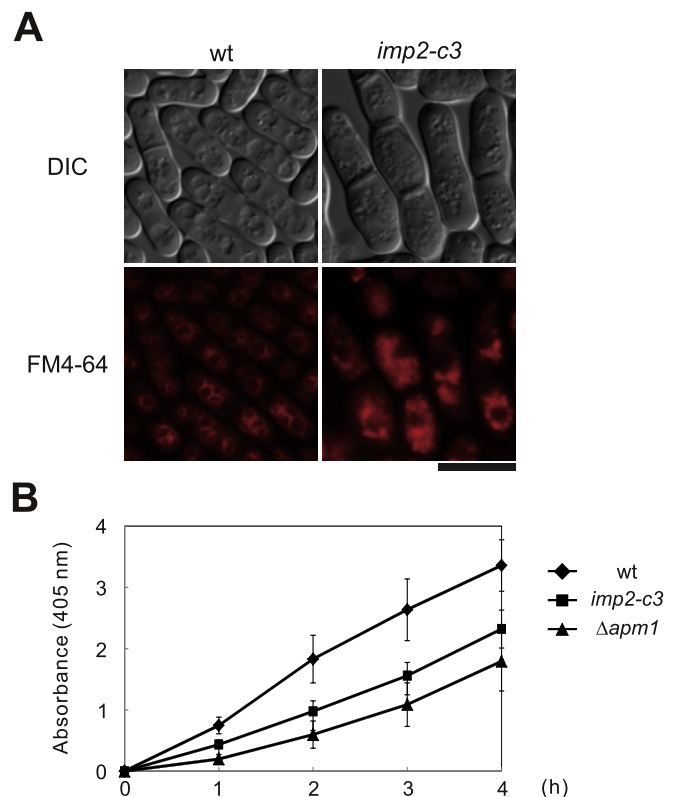 A
wt
imp2-c3
DIC
FM4-64
B
4
3
2
1
0
Absorbance (405 nm)
0 1 2 3 4 (h)
wt
imp2-c3
Δapm1